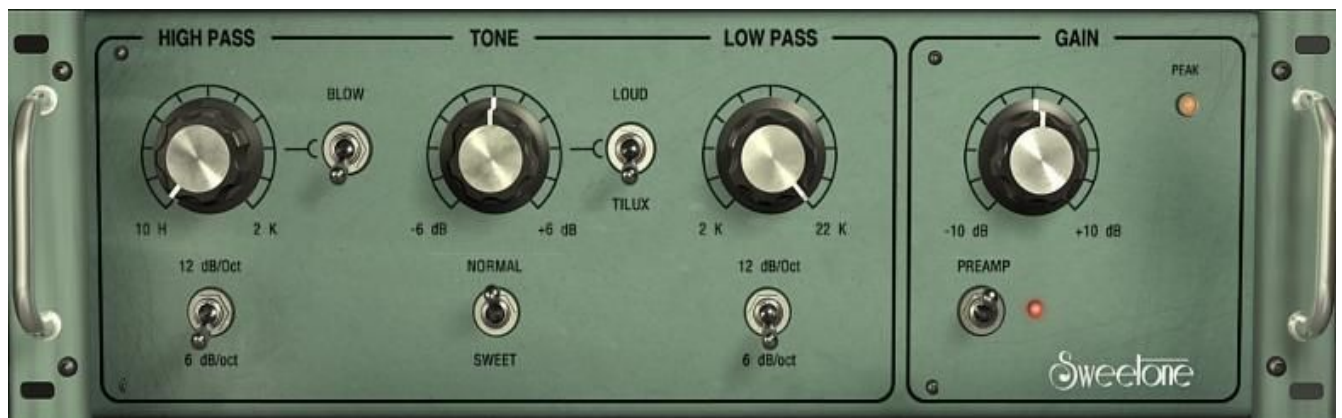 HIGH PASS TONE LOW PASS GAIN
PEAK
BLOW LOUD
TILUX
10 H 2 K -6 dB +6 dB 2 K 22 K -10 dB +10 dB
12 dB/Oct NORMAL 12 dB/Oct PREAMP
6 dB/oct SWEET 6 dB/oct
Sweetone